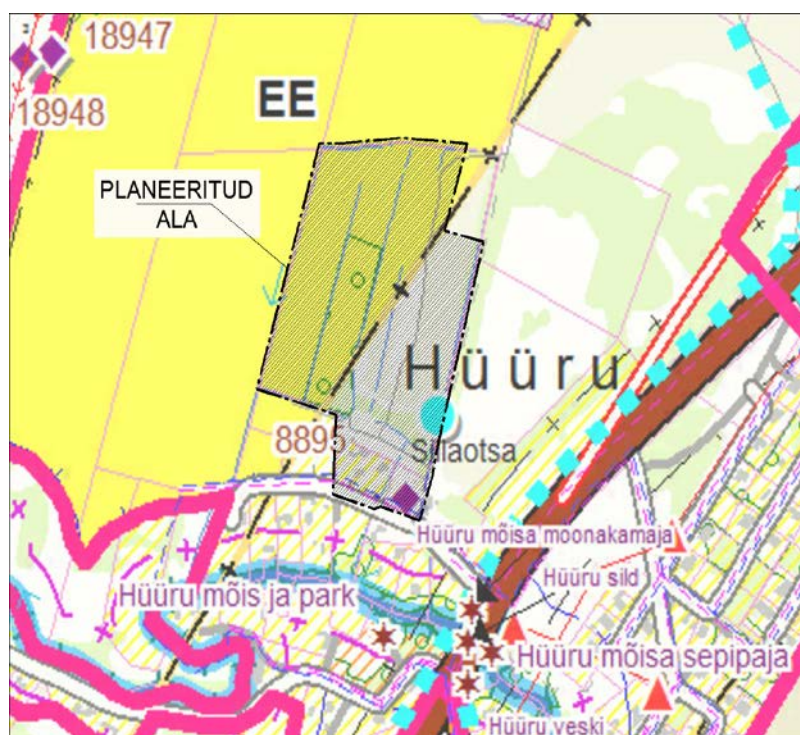 18947
18948
EE
PLANEERITUD
ALA
Hüüru
8895
Sillaotsa
Hüüru mõisa moonakamaja
Hüüru sild
Hüüru mõis ja park
Hüüru mõisa sepipaja
Hüüru veski